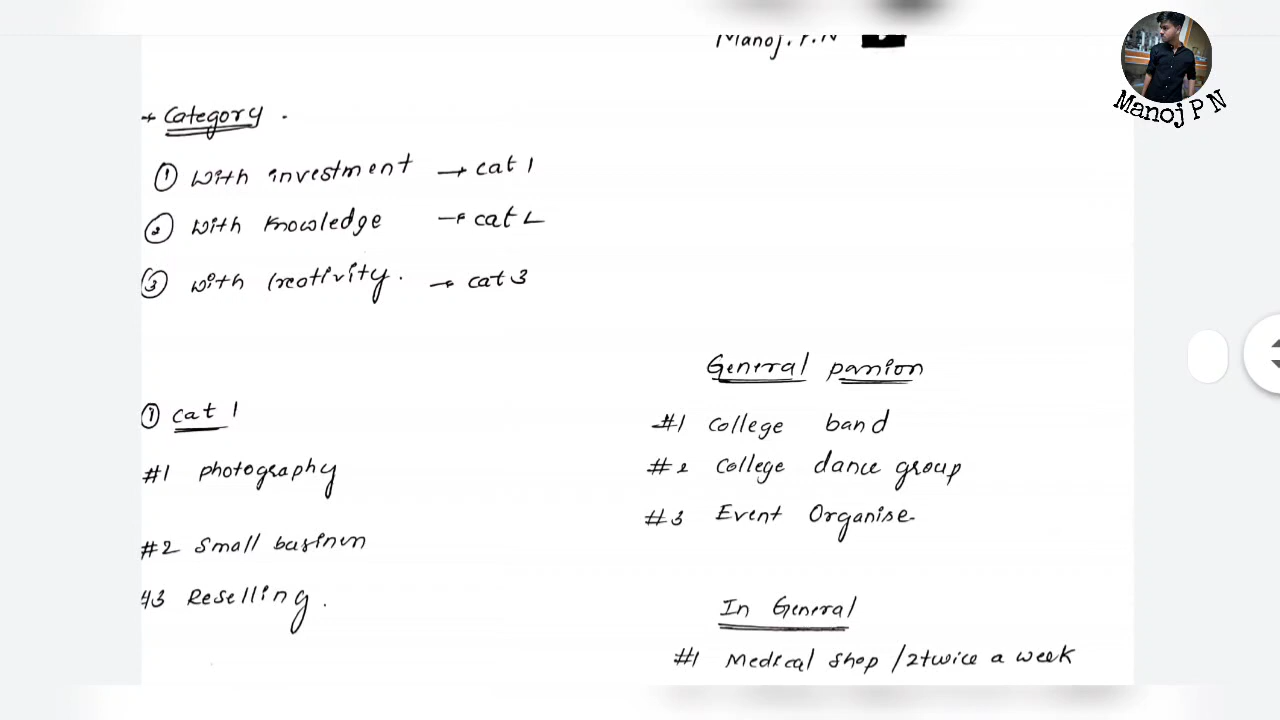 Manoj. P. N
Manoj P N
→ Category .
① with investment → cat 1
② with knowledge → cat 2
③ with creativity. → cat 3
① cat 1
#1 photography
#2 Small business
#3 Reselling .
General passion
#1 college band
#2 college dance group
#3 Event Organise
In General
#1 Medical shop / 2twice a week